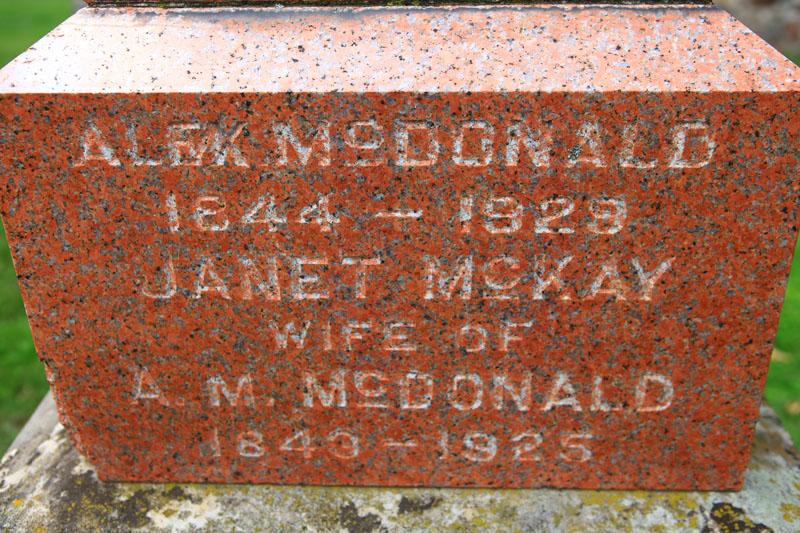 ALEX McDONALD
1844 – 1929
JANET McKAY
WIFE OF
A. M. McDONALD
1843 – 1925